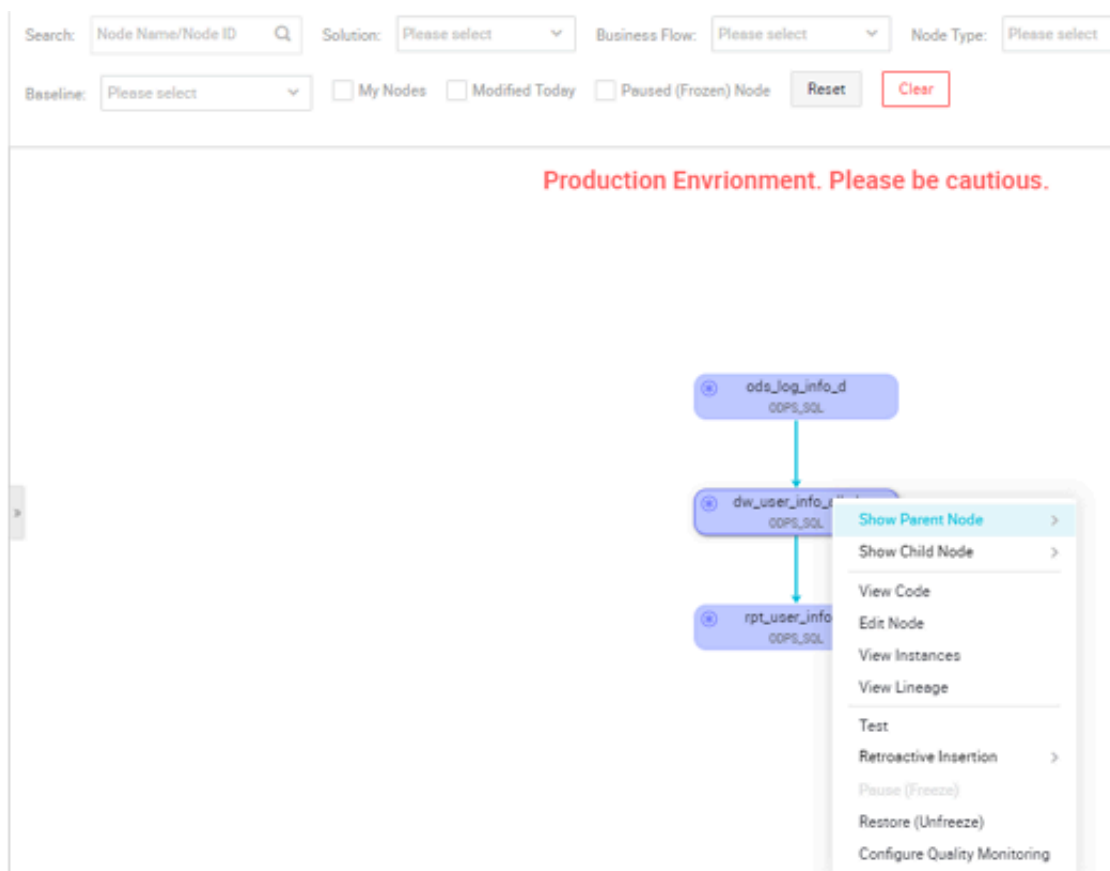 Search: Node Name/Node ID Solution: Please select Business Flow: Please select Node Type: Please select
Baseline: Please select My Nodes Modified Today Paused (Frozen) Node Reset Clear
Production Envrionment. Please be cautious.
ods_log_info_d
ODPS_SQL
dw_user_info_
ODPS_SQL
Show Parent Node
Show Child Node
View Code
rpt_user_info
ODPS_SQL
Edit Node
View Instances
View Lineage
Test
Retroactive Insertion
Pause (Freeze)
Restore (Unfreeze)
Configure Quality Monitoring